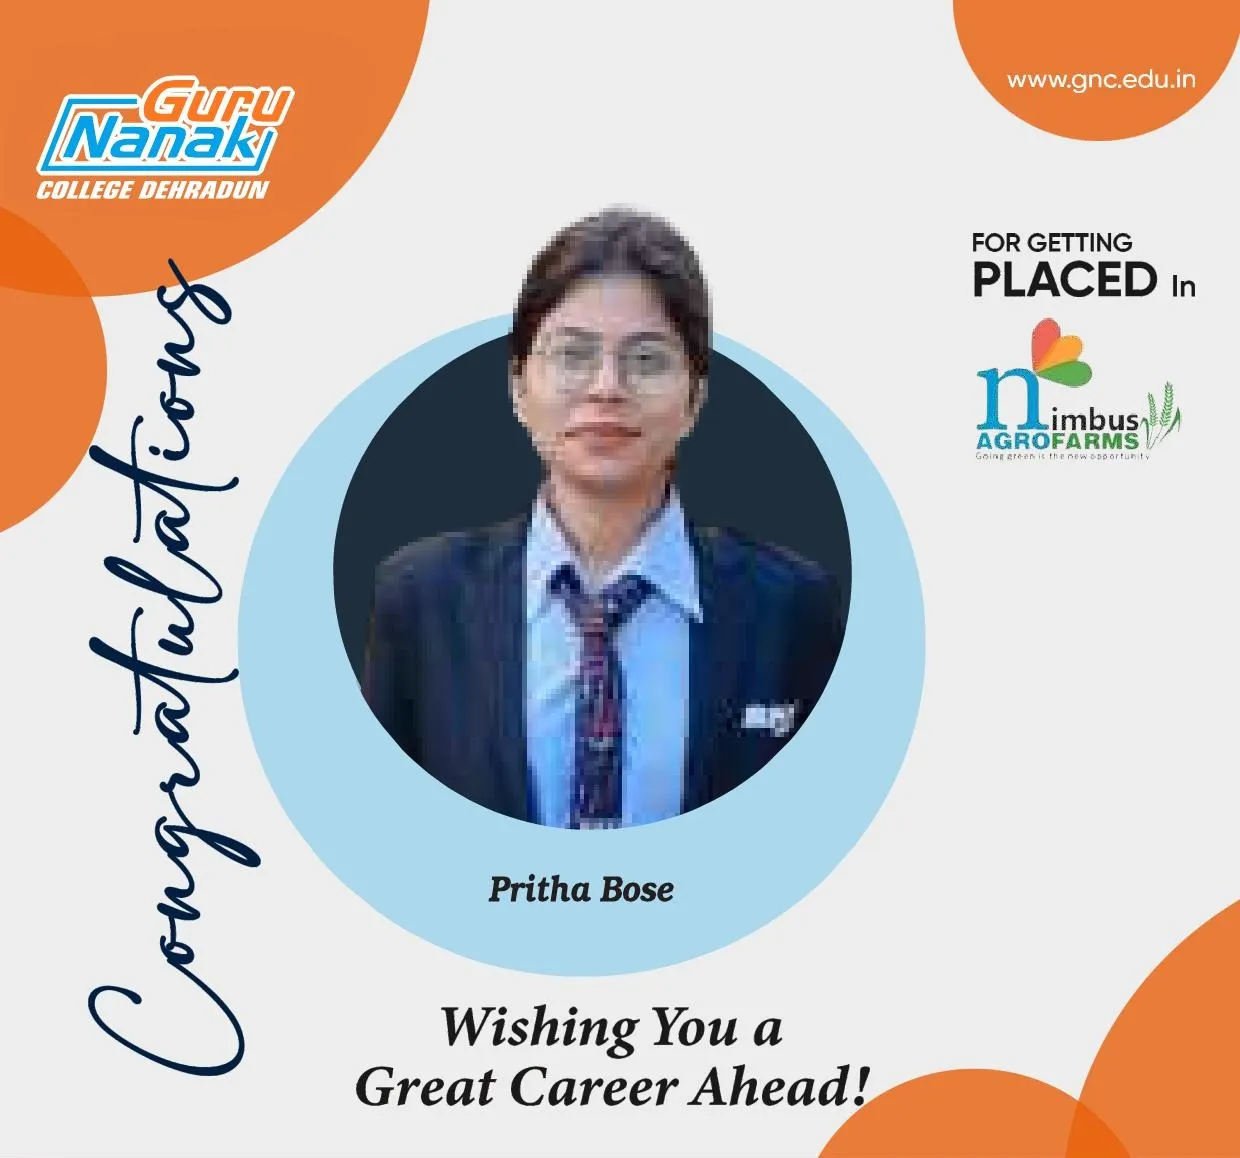 Guru
Nanak
COLLEGE DEHRADUN
www.gnc.edu.in
Congratulations
FOR GETTING
PLACED In
nimbus
AGROFARMS
Going green is the new opportunity
Pritha Bose
Wishing You a
Great Career Ahead!